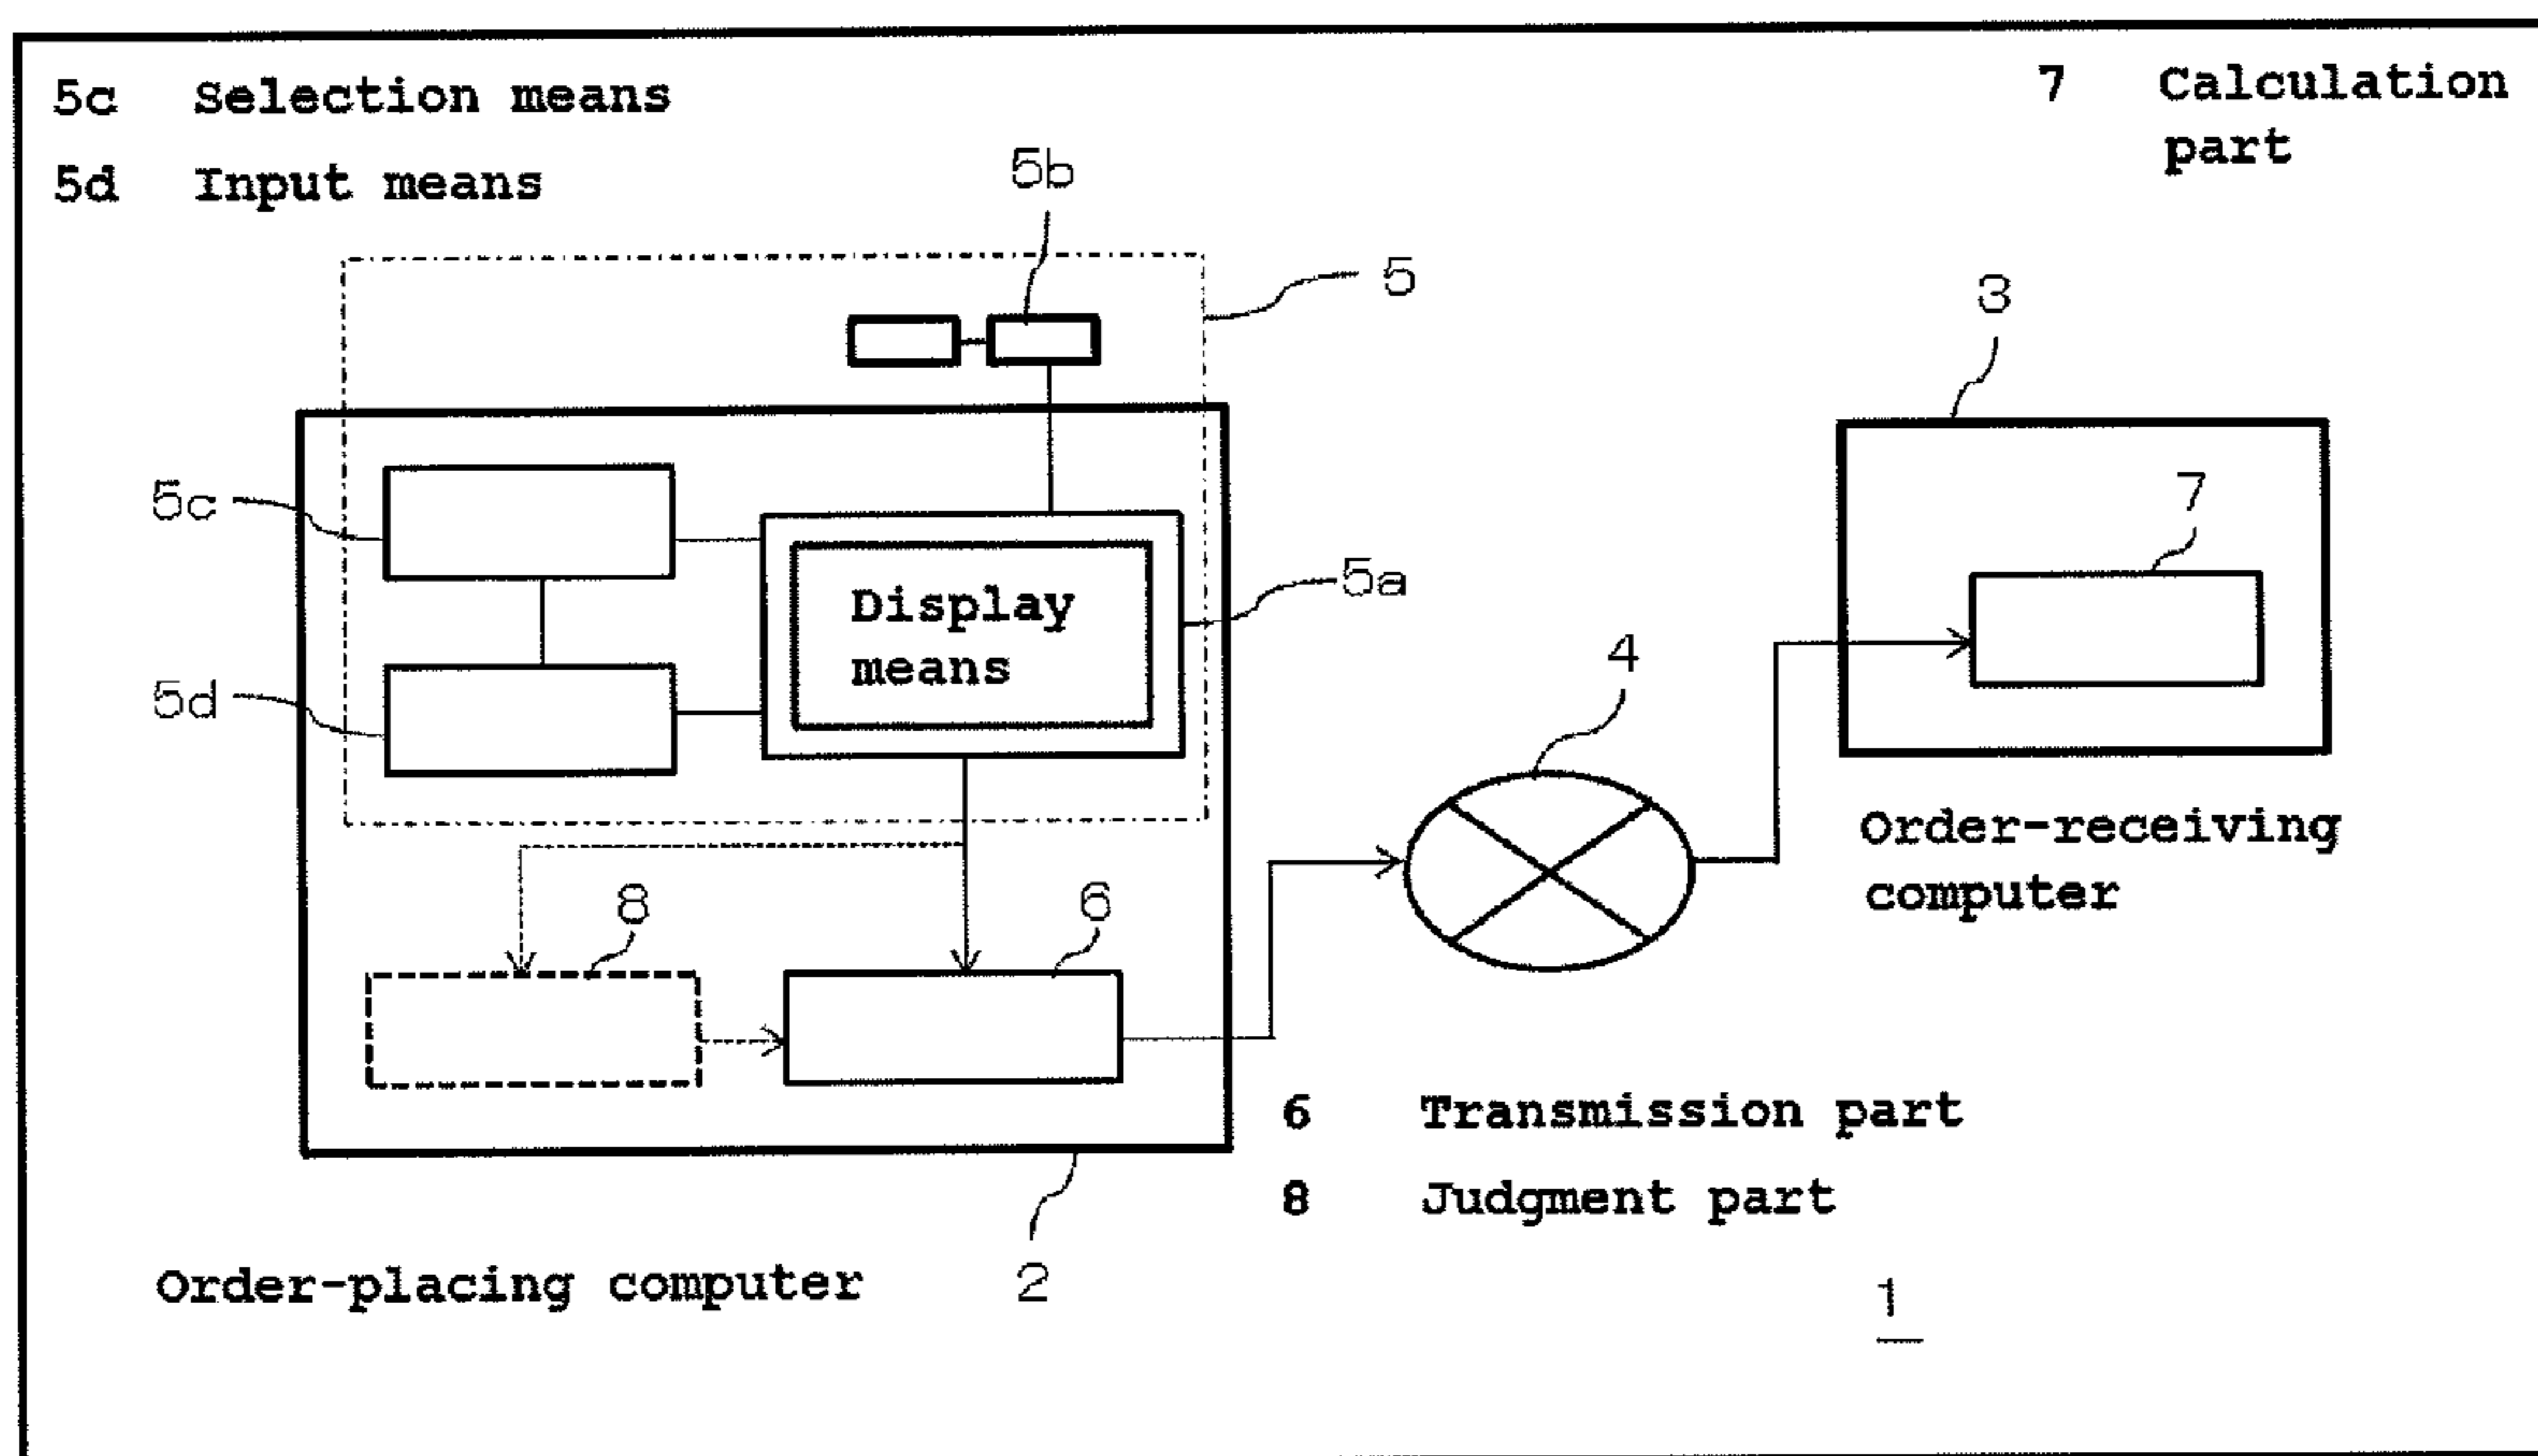 5c Selection means
7 Calculation
part
5d Input means
5b
5
3
5c
7
Display
means
5a
5d
4
Order-receiving
computer
8
6
6 Transmission part
8 Judgment part
Order-placing computer
2
1